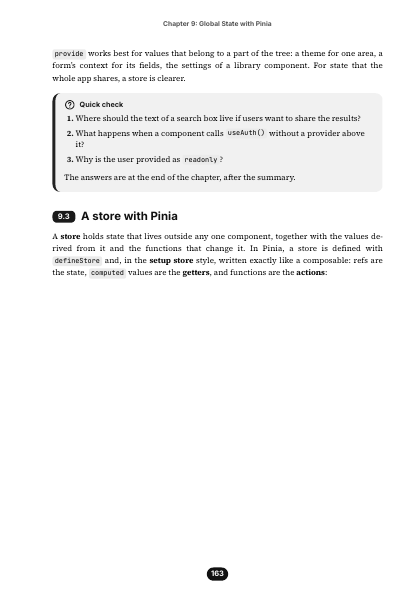 Chapter 9: Global State with Pinia
provide works best for values that belong to a part of the tree: a theme for one area, a
form's context for its fields, the settings of a library component. For state that the
whole app shares, a store is clearer.
Quick check
1. Where should the text of a search box live if users want to share the results?
2. What happens when a component calls useAuth() without a provider above
it?
3. Why is the user provided as readonly?
The answers are at the end of the chapter, after the summary.
9.3 A store with Pinia
A store holds state that lives outside any one component, together with the values de-
rived from it and the functions that change it. In Pinia, a store is defined with
defineStore and, in the setup store style, written exactly like a composable: refs are
the state, computed values are the getters, and functions are the actions:
163